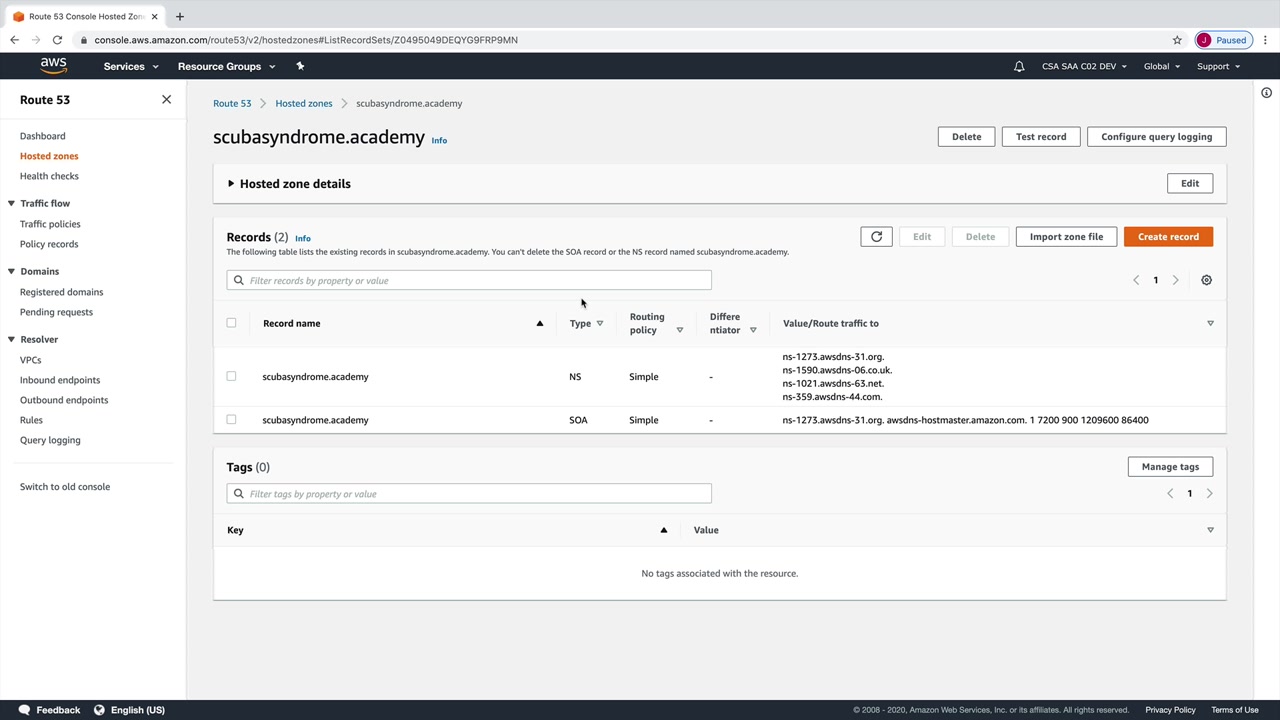 Route 53 Console Hosted Zon
console.aws.amazon.com/route53/v2/hostedzones#ListRecordSets/Z0495049DEQYG9FRP9MN
J Paused
aws
Services
Resource Groups
CSA SAA C02 DEV
Global
Support
Route 53
Dashboard
Hosted zones
Health checks
Traffic flow
Traffic policies
Policy records
Domains
Registered domains
Pending requests
Resolver
VPCs
Inbound endpoints
Outbound endpoints
Rules
Query logging
Switch to old console
Route 53 > Hosted zones > scubasyndrome.academy
scubasyndrome.academy Info
Delete
Test record
Configure query logging
Hosted zone details
Edit
Records (2) Info
The following table lists the existing records in scubasyndrome.academy. You can't delete the SOA record or the NS record named scubasyndrome.academy.
Edit
Delete
Import zone file
Create record
Filter records by property or value
1
Record name
Type
Routing
policy
Differe
ntiator
Value/Route traffic to
scubasyndrome.academy
NS
Simple
-
ns-1273.awsdns-31.org.
ns-1590.awsdns-06.co.uk.
ns-1021.awsdns-63.net.
ns-359.awsdns-44.com.
scubasyndrome.academy
SOA
Simple
-
ns-1273.awsdns-31.org. awsdns-hostmaster.amazon.com. 1 7200 900 1209600 86400
Tags (0)
Manage tags
Filter tags by property or value
1
Key
Value
No tags associated with the resource.
Feedback
English (US)
© 2008 - 2020, Amazon Web Services, Inc. or its affiliates. All rights reserved.
Privacy Policy
Terms of Use